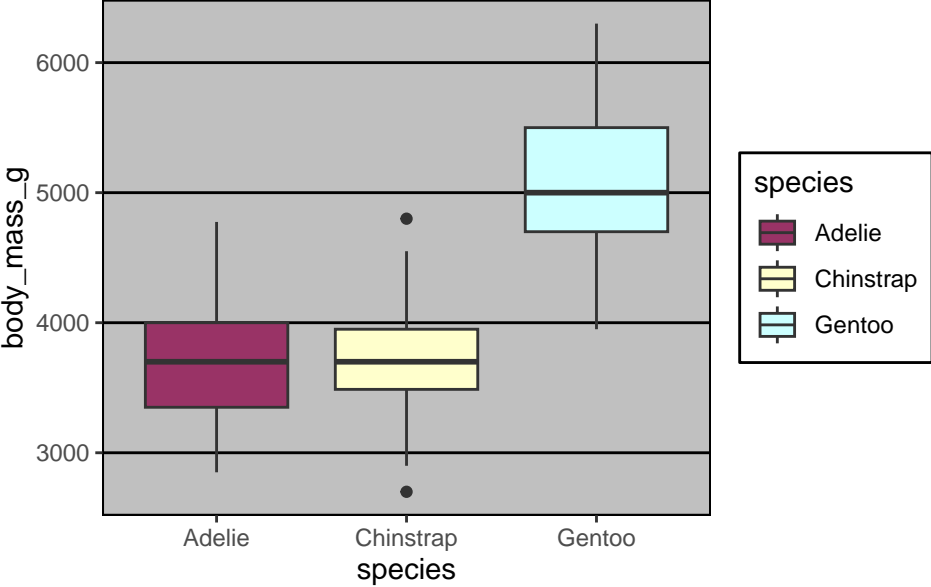 6000
5000
4000
3000
body_mass_g
Adelie
Chinstrap
Gentoo
species
species
Adelie
Chinstrap
Gentoo